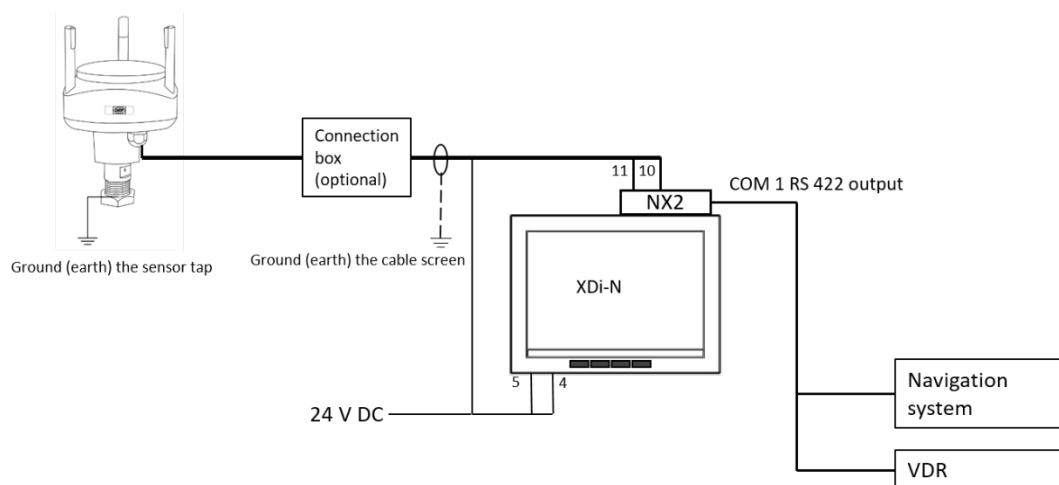 Connection
box
(optional)
11
10
COM 1 RS 422 output
NX2
Ground (earth) the sensor tap
Ground (earth) the cable screen
XDi-N
5
4
24 V DC
Navigation
system
VDR